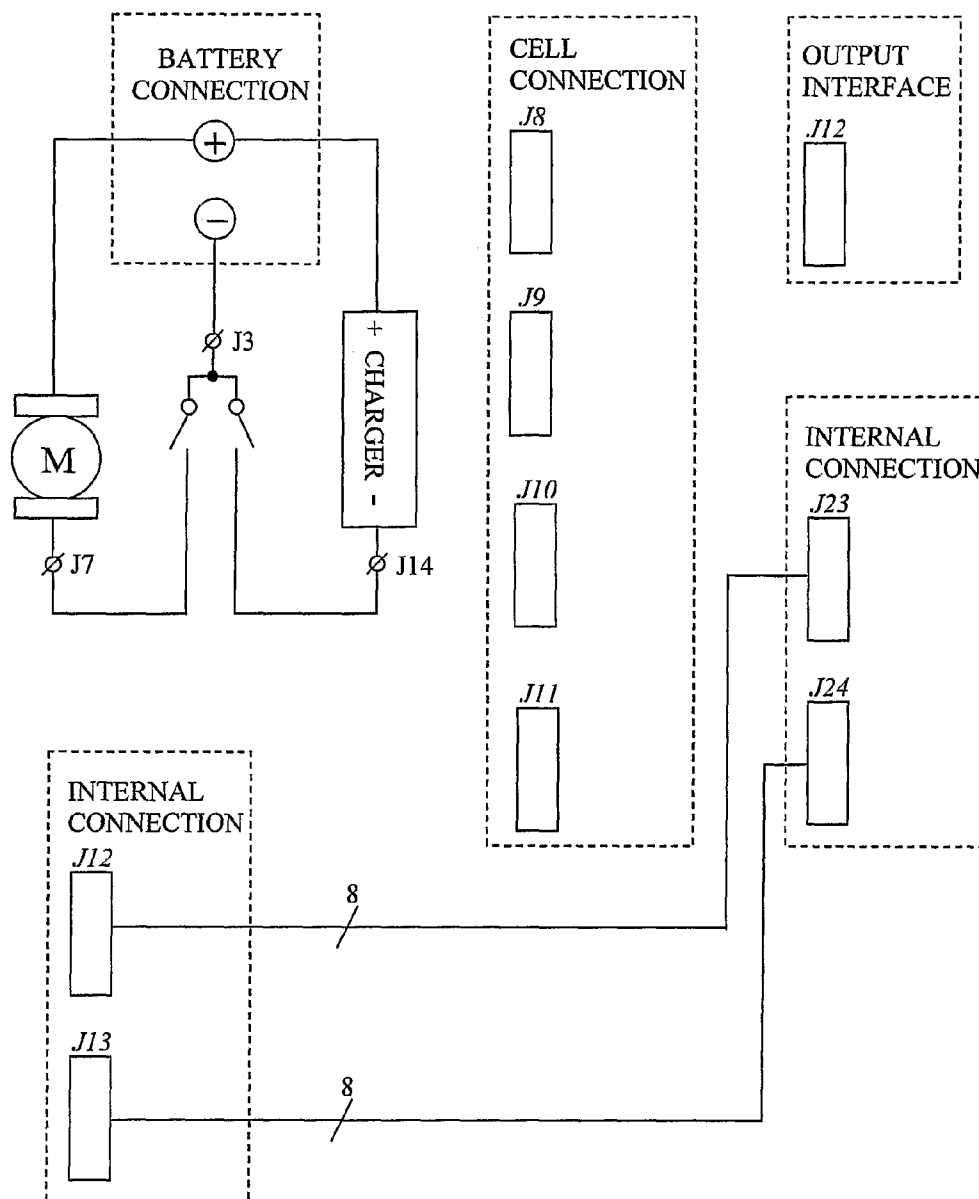 BATTERY
CONNECTION
+
−
J3
+ CHARGER -
M
J7
J14
CELL
CONNECTION
J8
J9
J10
J11
OUTPUT
INTERFACE
J12
INTERNAL
CONNECTION
J23
J24
INTERNAL
CONNECTION
J12
8
J13
8